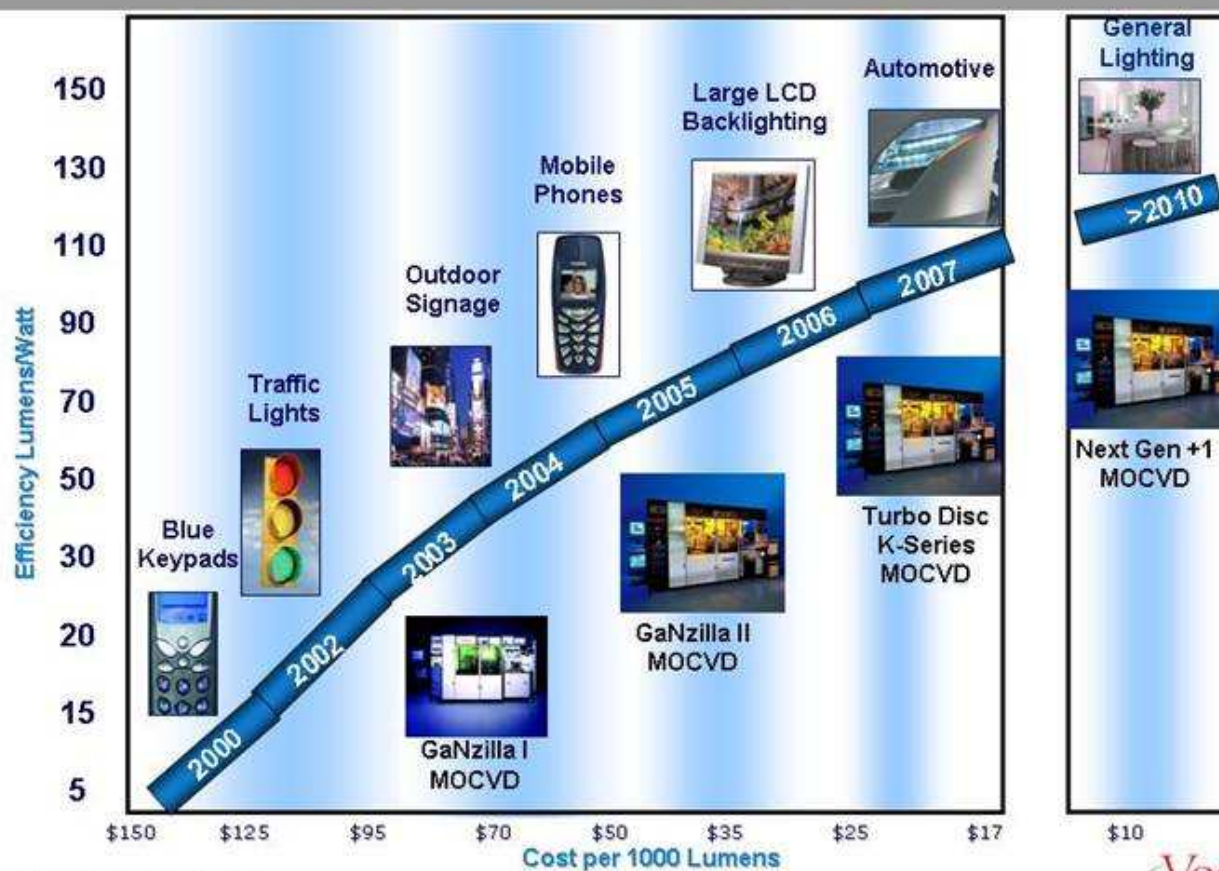 General
Lighting
Automotive
Large LCD
Backlighting
Mobile
Phones
Outdoor
Signage
Traffic
Lights
Blue
Keypads
150
130
110
90
70
50
30
20
15
5
Efficiency Lumens/Watt
2000
2002
2003
2004
2005
2006
2007
>2010
GaNzilla I
MOCVD
GaNzilla II
MOCVD
Turbo Disc
K-Series
MOCVD
Next Gen +1
MOCVD
$150 $125 $95 $70 $50 $35 $25 $17 $10
Cost per 1000 Lumens